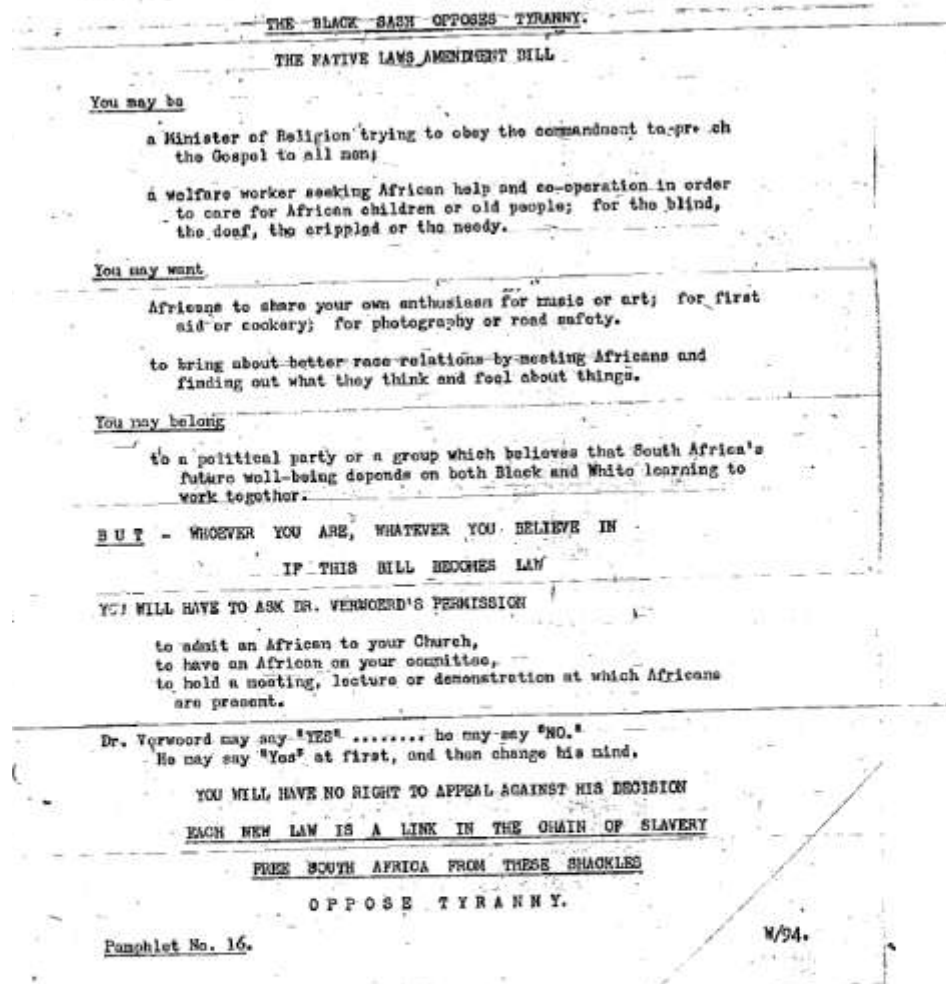 THE BLACK SASH OPPOSES TYRANNY.
THE NATIVE LAWS AMENDMENT BILL
You may be
a Minister of Religion trying to obey the commandment to pre ch
the Gospel to all men;
a welfare worker seeking African help and co-operation in order
to care for African children or old people; for the blind,
the deaf, the crippled or the needy.
You may want
Africans to share your own enthusiasm for music or art; for first
aid or cookery; for photography or road safety.
to bring about better race relations by meeting Africans and
finding out what they think and feel about things.
You may belong
to a political party or a group which believes that South Africa's
future well-being depends on both Black and White learning to
work together.
BUT - WHOEVER YOU ARE, WHATEVER YOU BELIEVE IN
IF THIS BILL BECOMES LAW
YOU WILL HAVE TO ASK DR. VERWOERD'S PERMISSION
to admit an African to your Church,
to have an African on your committee,
to hold a meeting, lecture or demonstration at which Africans
are present.
Dr. Verwoerd may say "YES" ........ he may say "NO."
He may say "Yes" at first, and then change his mind.
YOU WILL HAVE NO RIGHT TO APPEAL AGAINST HIS DECISION
EACH NEW LAW IS A LINK IN THE CHAIN OF SLAVERY
FREE SOUTH AFRICA FROM THESE SHACKLES
OPPOSE TYRANNY.
Pamphlet No. 16.
W/94.